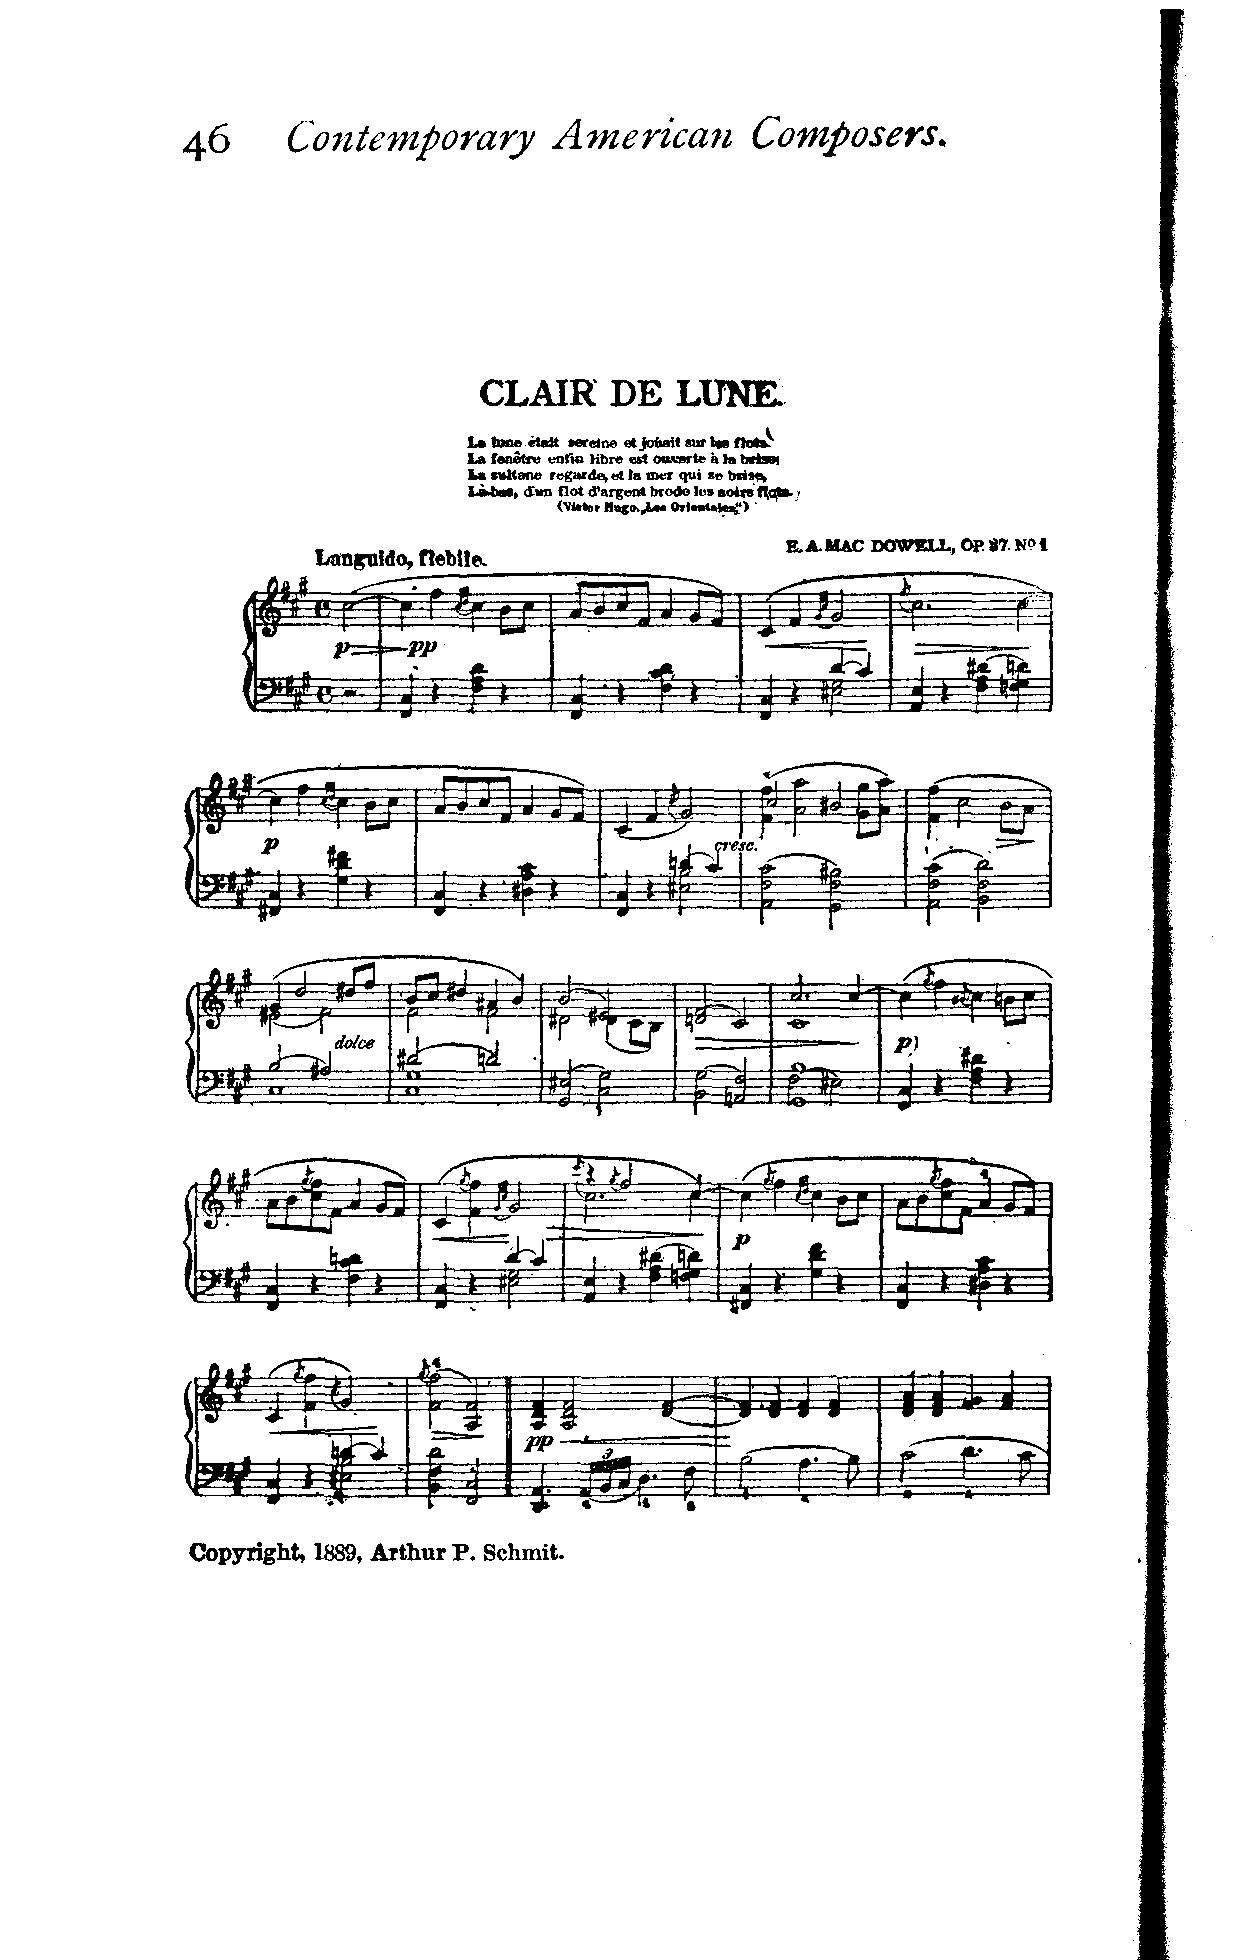 46 Contemporary American Composers.
CLAIR DE LUNE.
La lune était sereine et jouait sur les flots.
La fenêtre enfin libre est ouverte à la brise;
La sultane regarde, et la mer qui se brise,
Là-bas, d'un flot d'argent brode les noirs flots.
(Victor Hugo. „Les Orientales.")
Languido, flebile.
E. A. MAC DOWELL, OP. 37. No 1
p pp
p cresc.
dolce p
p
pp 3
Copyright, 1889, Arthur P. Schmit.